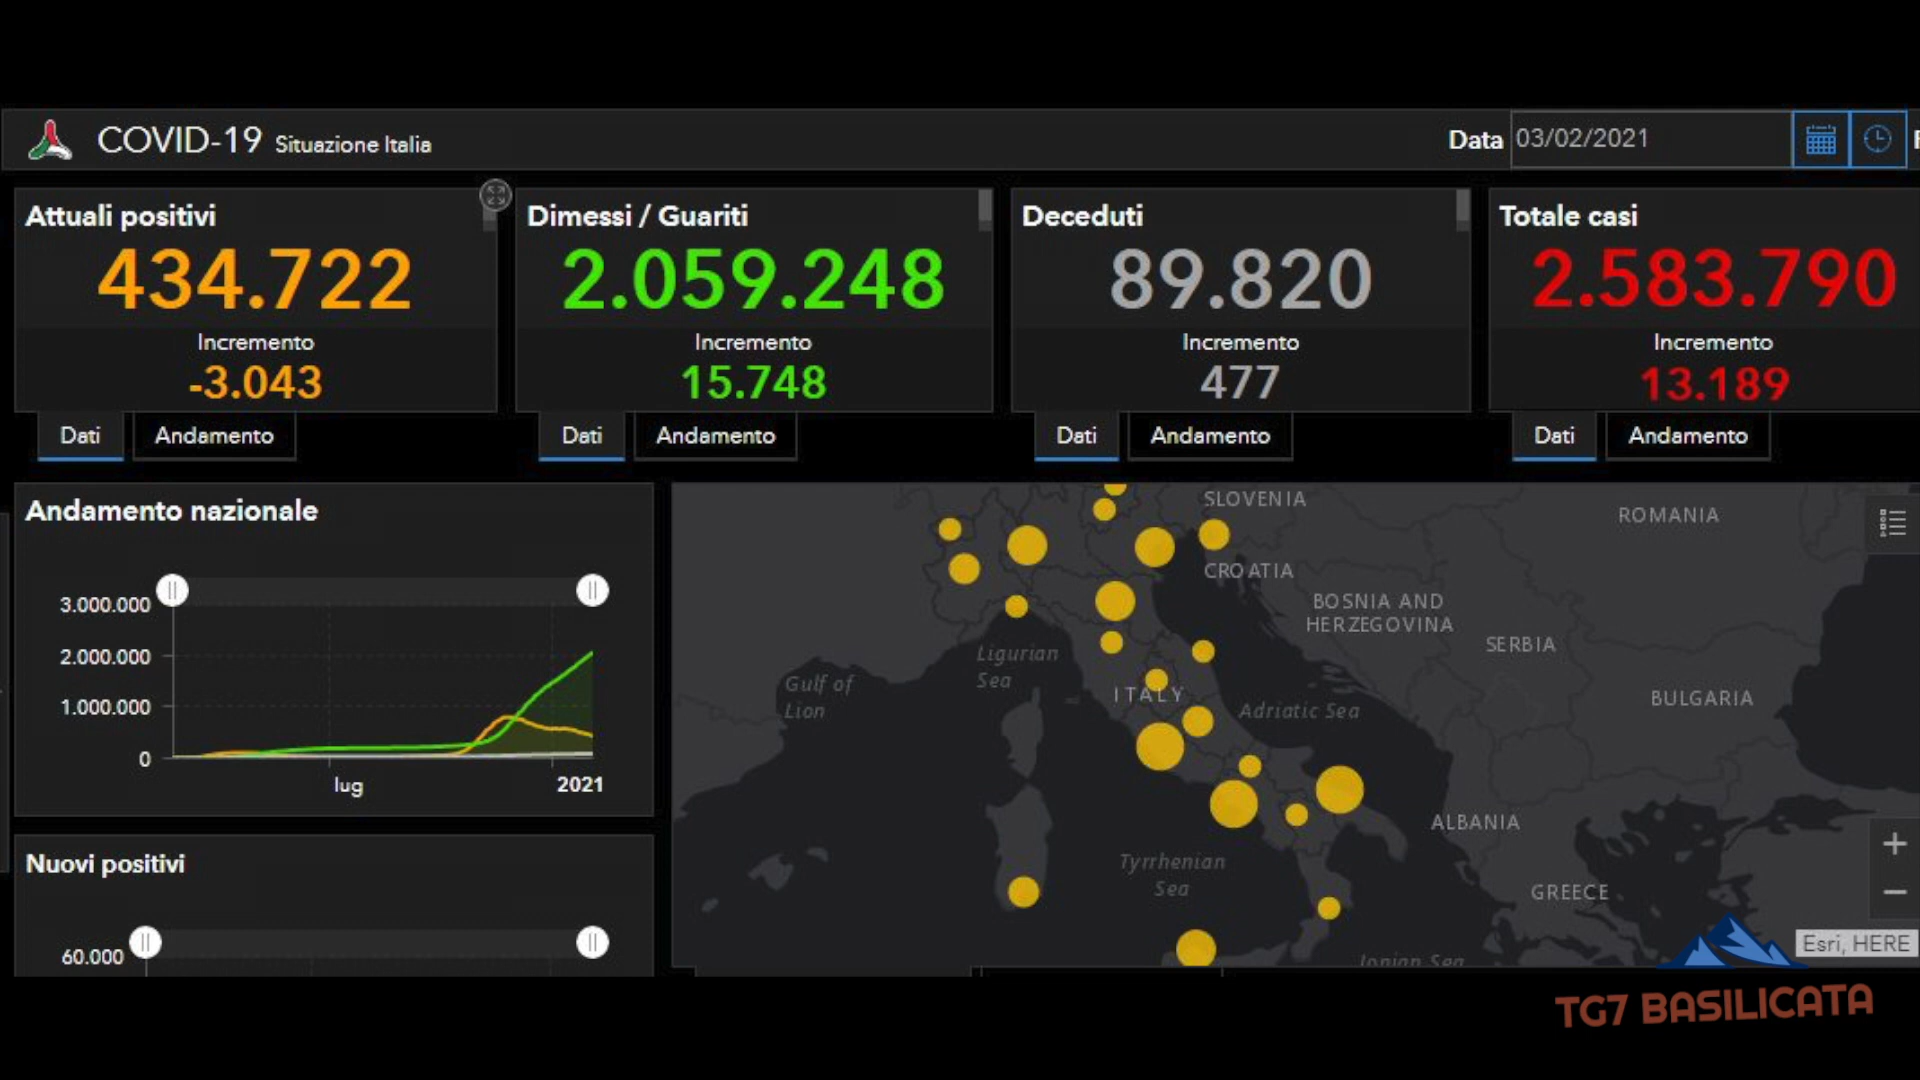 COVID-19 Situazione Italia
Data 03/02/2021
Attuali positivi
434.722
Incremento
-3.043
Dati Andamento
Dimessi / Guariti
2.059.248
Incremento
15.748
Dati Andamento
Deceduti
89.820
Incremento
477
Dati Andamento
Totale casi
2.583.790
Incremento
13.189
Dati Andamento
Andamento nazionale
3.000.000
2.000.000
1.000.000
0
lug 2021
Nuovi positivi
60.000
SLOVENIA
ROMANIA
CROATIA
BOSNIA AND
HERZEGOVINA
SERBIA
Ligurian
Sea
Gulf of
Lion
ITALY
Adriatic Sea
BULGARIA
ALBANIA
Tyrrhenian
Sea
GREECE
Ionian Sea
Esri, HERE
TG7 BASILICATA